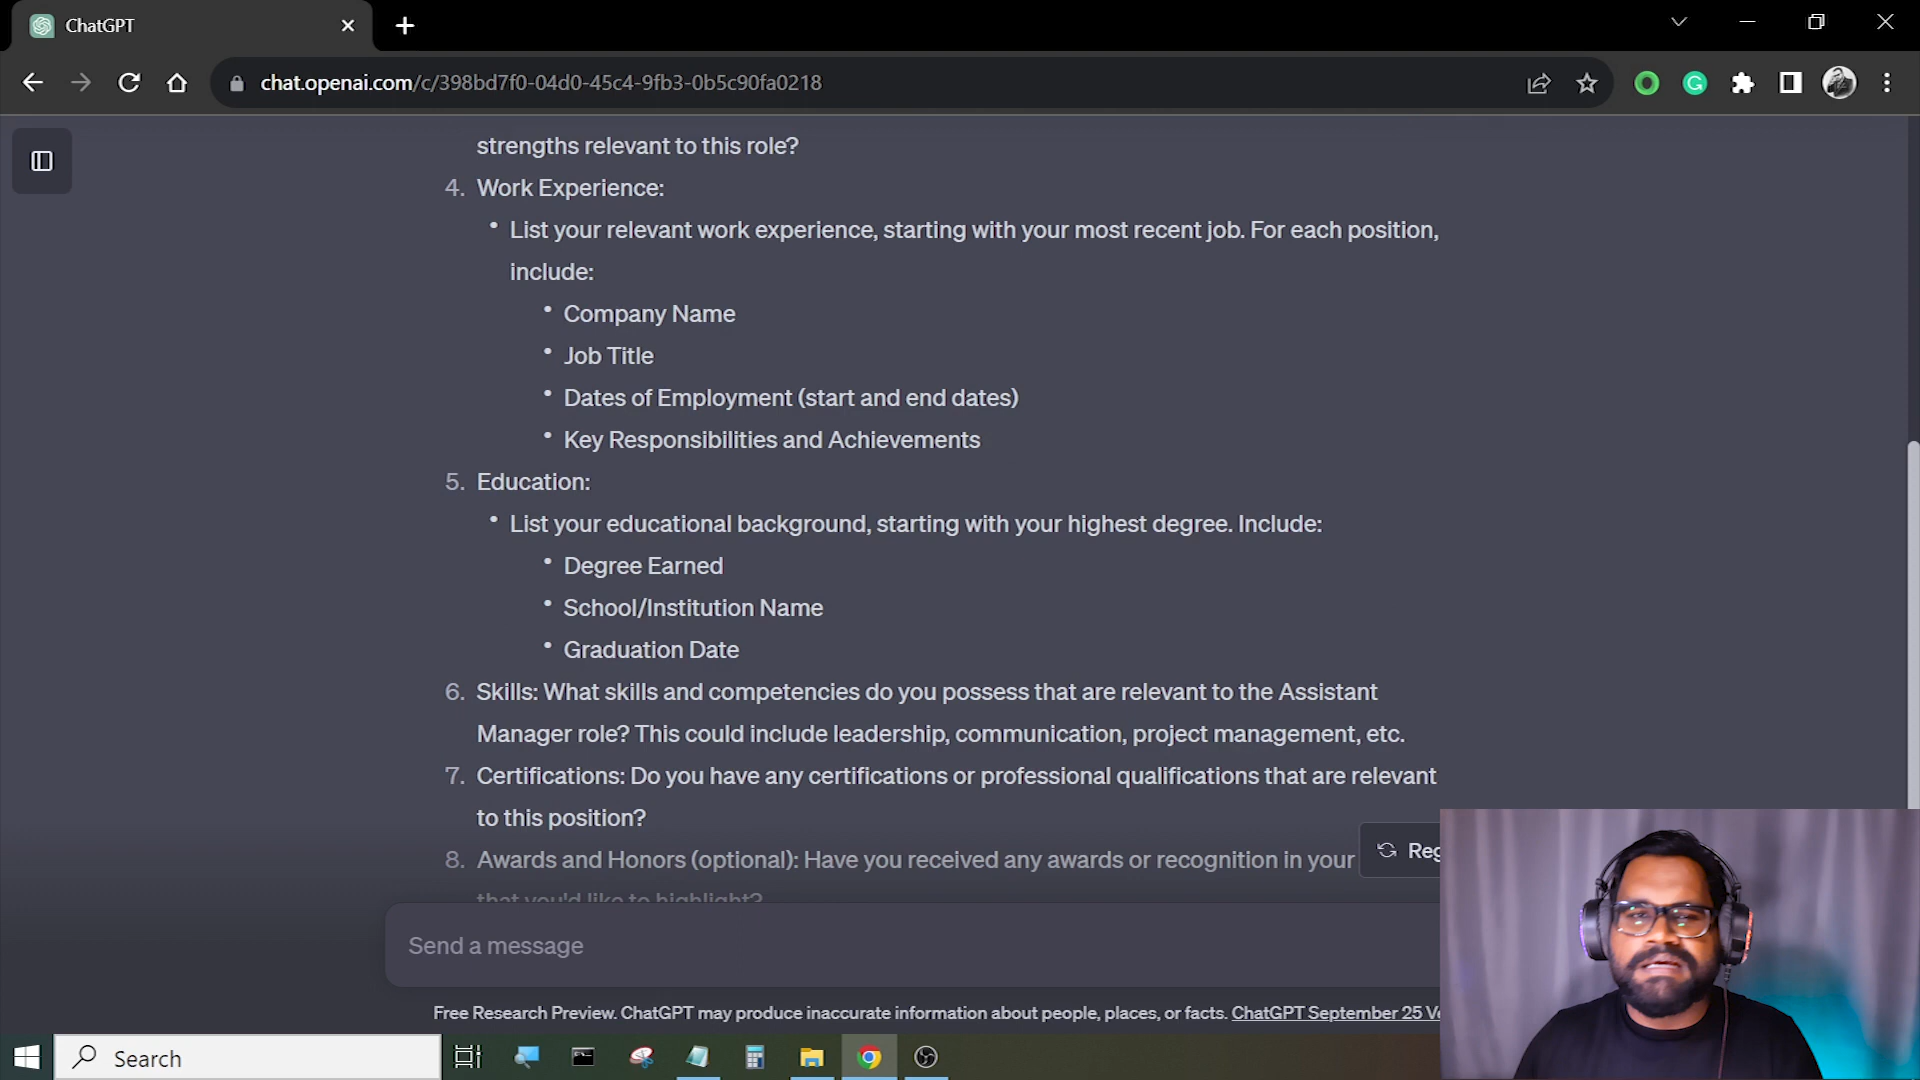 ChatGPT
chat.openai.com/c/398bd7f0-04d0-45c4-9fb3-0b5c90fa0218
strengths relevant to this role?
4. Work Experience:
• List your relevant work experience, starting with your most recent job. For each position,
include:
• Company Name
• Job Title
• Dates of Employment (start and end dates)
• Key Responsibilities and Achievements
5. Education:
• List your educational background, starting with your highest degree. Include:
• Degree Earned
• School/Institution Name
• Graduation Date
6. Skills: What skills and competencies do you possess that are relevant to the Assistant
Manager role? This could include leadership, communication, project management, etc.
7. Certifications: Do you have any certifications or professional qualifications that are relevant
to this position?
8. Awards and Honors (optional): Have you received any awards or recognition in your
that you'd like to highlight?
Reg
Send a message
Free Research Preview. ChatGPT may produce inaccurate information about people, places, or facts. ChatGPT September 25 Ve
Search